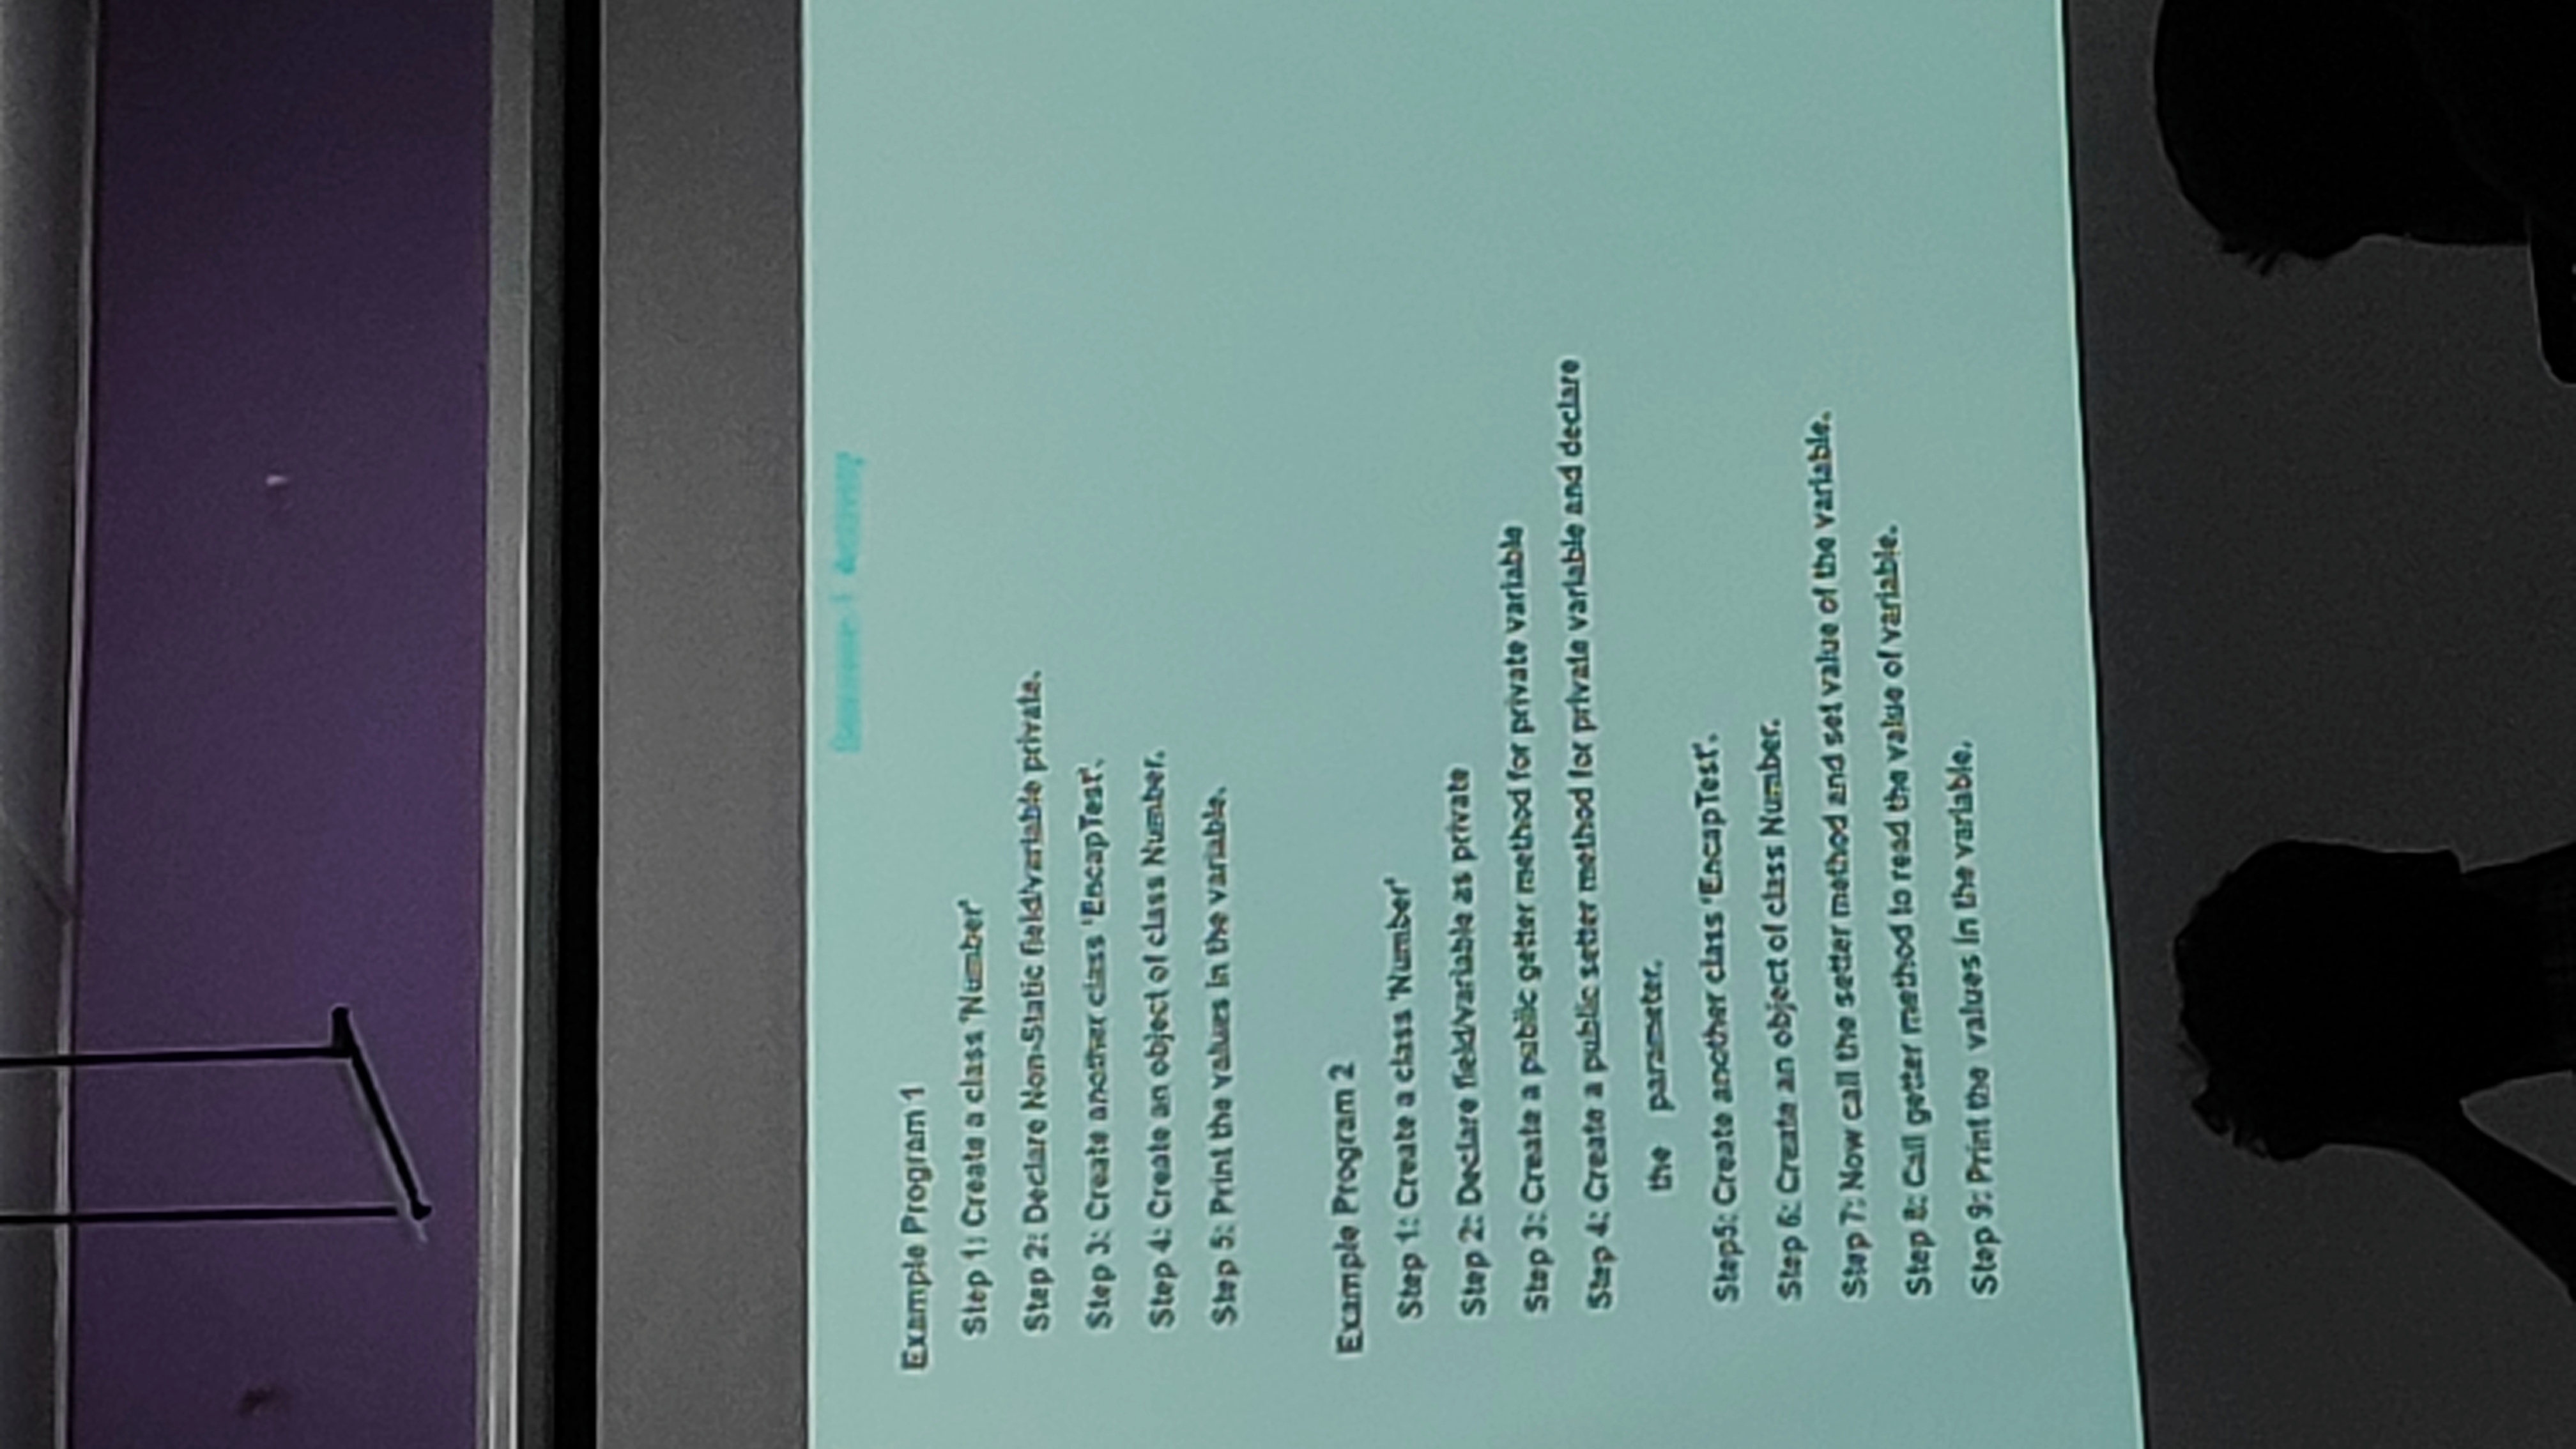 Activity
Example Program 1
Step 1: Create a class 'Number'
Step 2: Declare Non-Static field/variable private.
Step 3: Create another class 'EncapTest'.
Step 4: Create an object of class Number.
Step 5: Print the values in the variable.
Example Program 2
Step 1: Create a class 'Number'
Step 2: Declare field/variable as private
Step 3: Create a public getter method for private variable
Step 4: Create a public setter method for private variable and declare
the parameter.
Step5: Create another class 'EncapTest'.
Step 6: Create an object of class Number.
Step 7: Now call the setter method and set value of the variable.
Step 8: Call getter method to read the value of variable.
Step 9: Print the values in the variable.